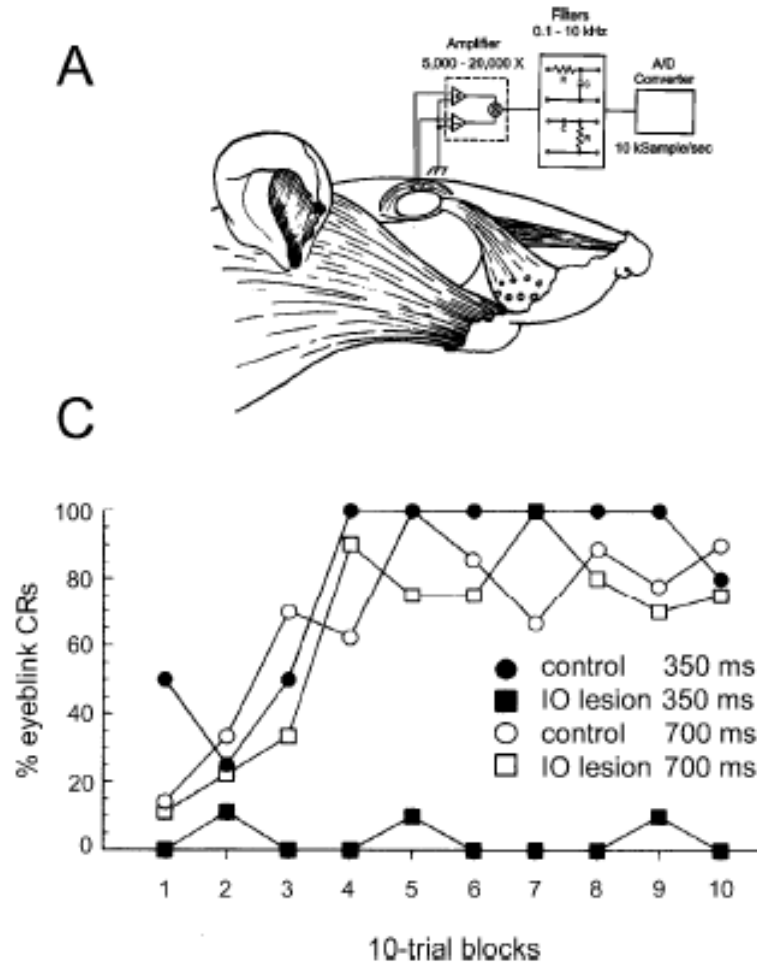 A
Filters
0.1 - 10 kHz
Amplifier
5,000 - 20,000 X
A/D
Converter
10 kSample/sec
C
% eyeblink CRs
100
80
60
40
20
0
control 350 ms
IO lesion 350 ms
control 700 ms
IO lesion 700 ms
1 2 3 4 5 6 7 8 9 10
10-trial blocks